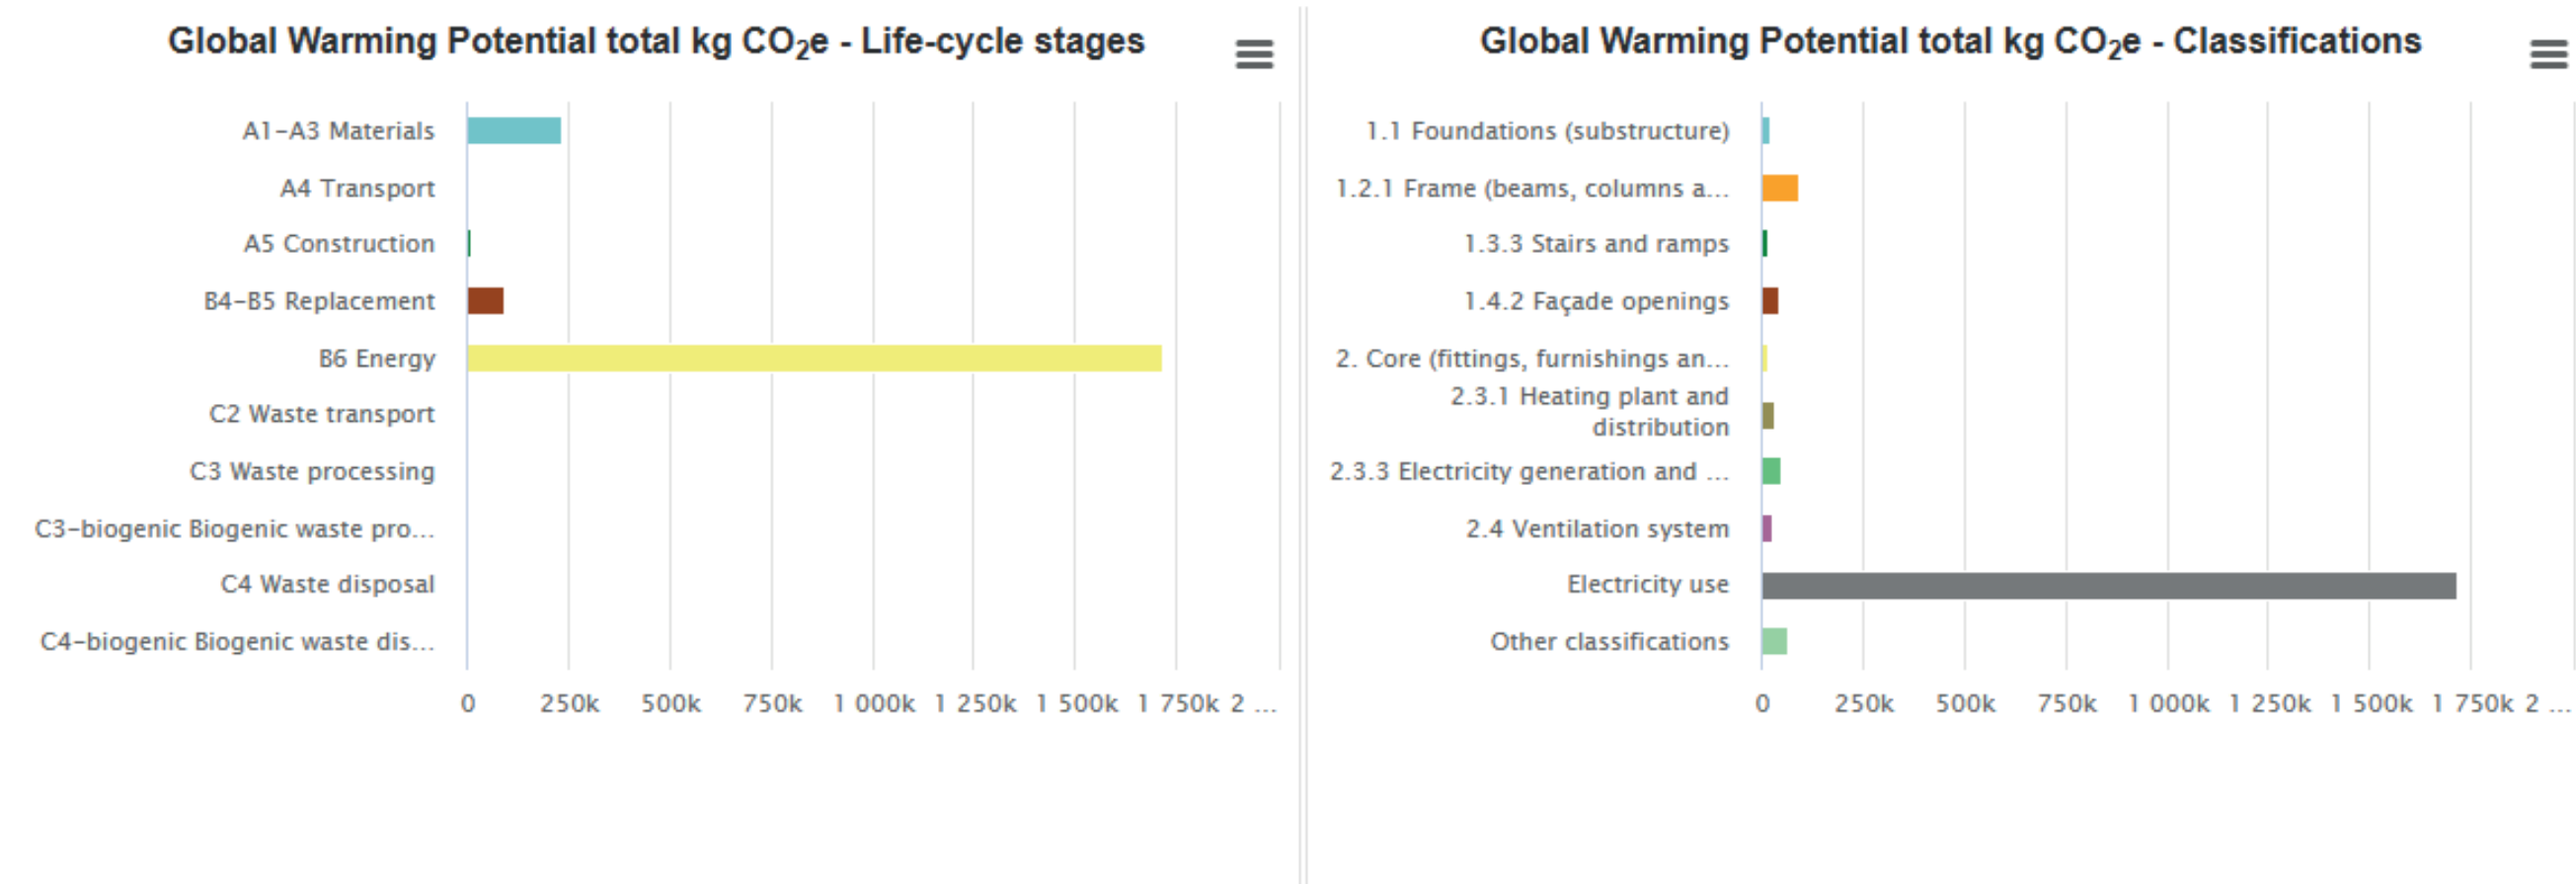 Global Warming Potential total kg CO₂e - Life-cycle stages
A1-A3 Materials
A4 Transport
A5 Construction
B4-B5 Replacement
B6 Energy
C2 Waste transport
C3 Waste processing
C3-biogenic Biogenic waste pro...
C4 Waste disposal
C4-biogenic Biogenic waste dis...
0 250k 500k 750k 1 000k 1 250k 1 500k 1 750k 2 ...
Global Warming Potential total kg CO₂e - Classifications
1.1 Foundations (substructure)
1.2.1 Frame (beams, columns a...
1.3.3 Stairs and ramps
1.4.2 Façade openings
2. Core (fittings, furnishings an...
2.3.1 Heating plant and
distribution
2.3.3 Electricity generation and ...
2.4 Ventilation system
Electricity use
Other classifications
0 250k 500k 750k 1 000k 1 250k 1 500k 1 750k 2 ...